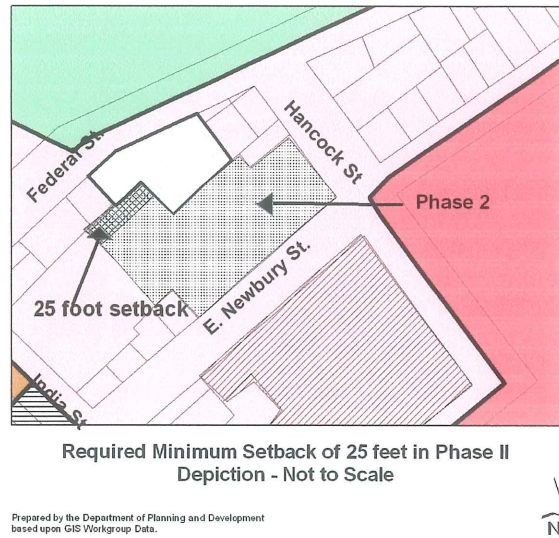 Federal St.
Hancock St
Phase 2
25 foot setback
E. Newbury St.
India St
Required Minimum Setback of 25 feet in Phase II
Depiction - Not to Scale
Prepared by the Department of Planning and Development
based upon GIS Workgroup Data.
N